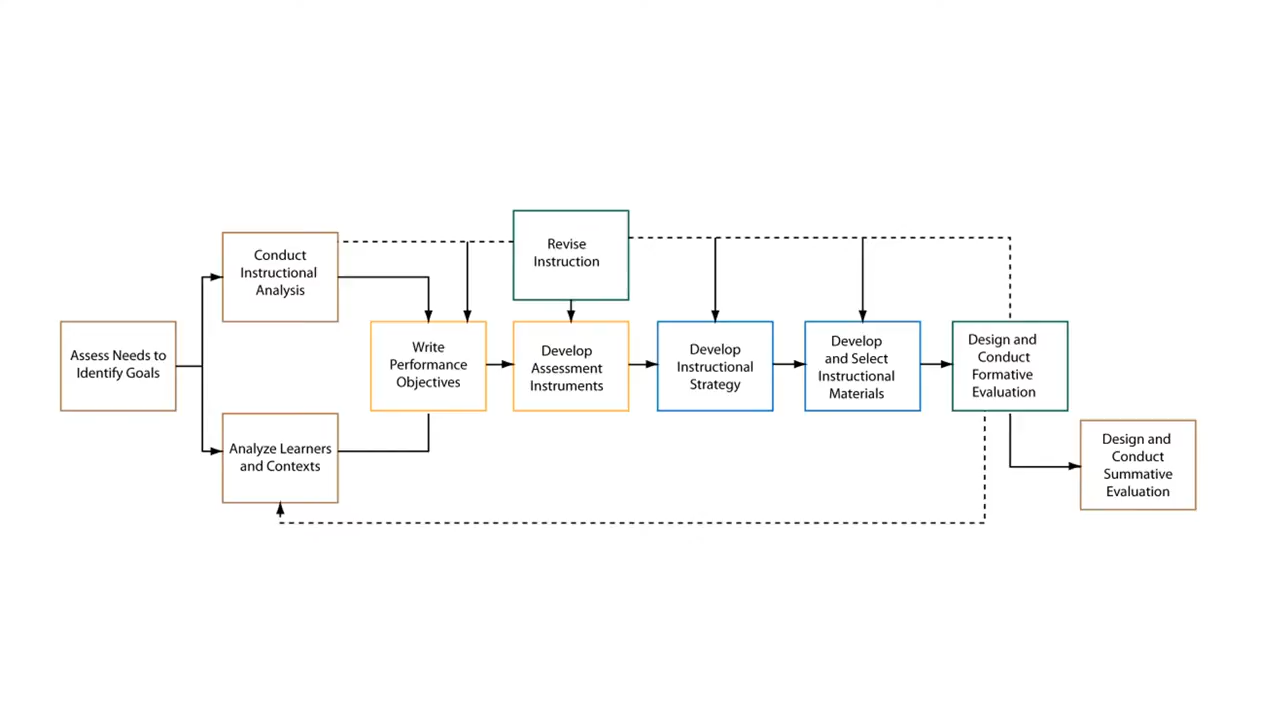 Assess Needs to
Identify Goals
Conduct
Instructional
Analysis
Analyze Learners
and Contexts
Revise
Instruction
Write
Performance
Objectives
Develop
Assessment
Instruments
Develop
Instructional
Strategy
Develop
and Select
Instructional
Materials
Design and
Conduct
Formative
Evaluation
Design and
Conduct
Summative
Evaluation